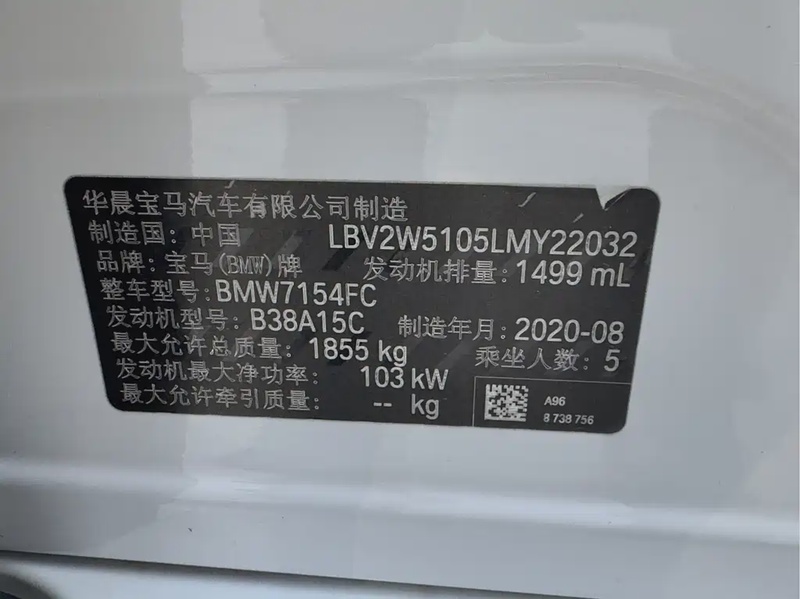 华晨宝马汽车有限公司制造
制造国: 中国 LBV2W5105LMY22032
品牌: 宝马(BMW)牌 发动机排量: 1499 mL
整车型号: BMW7154FC
发动机型号: B38A15C 制造年月: 2020-08
最大允许总质量: 1855 kg 乘坐人数: 5
发动机最大净功率: 103 kW
最大允许牵引质量: -- kg
A96
8 738 756